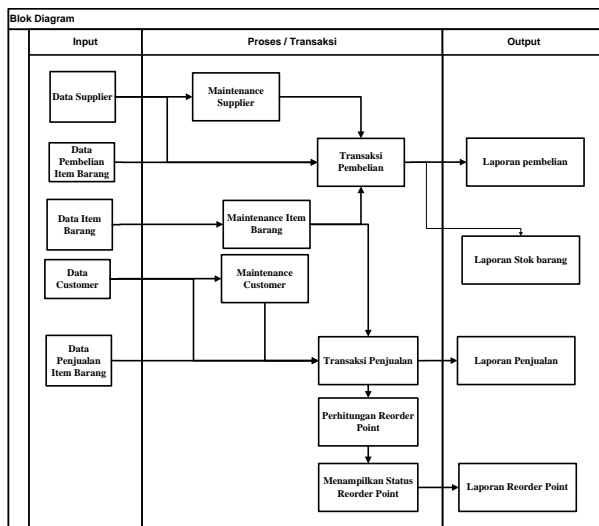 Blok Diagram
Input
Proses / Transaksi
Output
Data Supplier
Maintenance
Supplier
Data
Pembelian
Item Barang
Transaksi
Pembelian
Laporan pembelian
Data Item
Barang
Maintenance Item
Barang
Laporan Stok barang
Data
Customer
Maintenance
Customer
Data
Penjualan
Item Barang
Transaksi Penjualan
Laporan Penjualan
Perhitungan Reorder
Point
Menampilkan Status
Reorder Point
Laporan Reorder Point